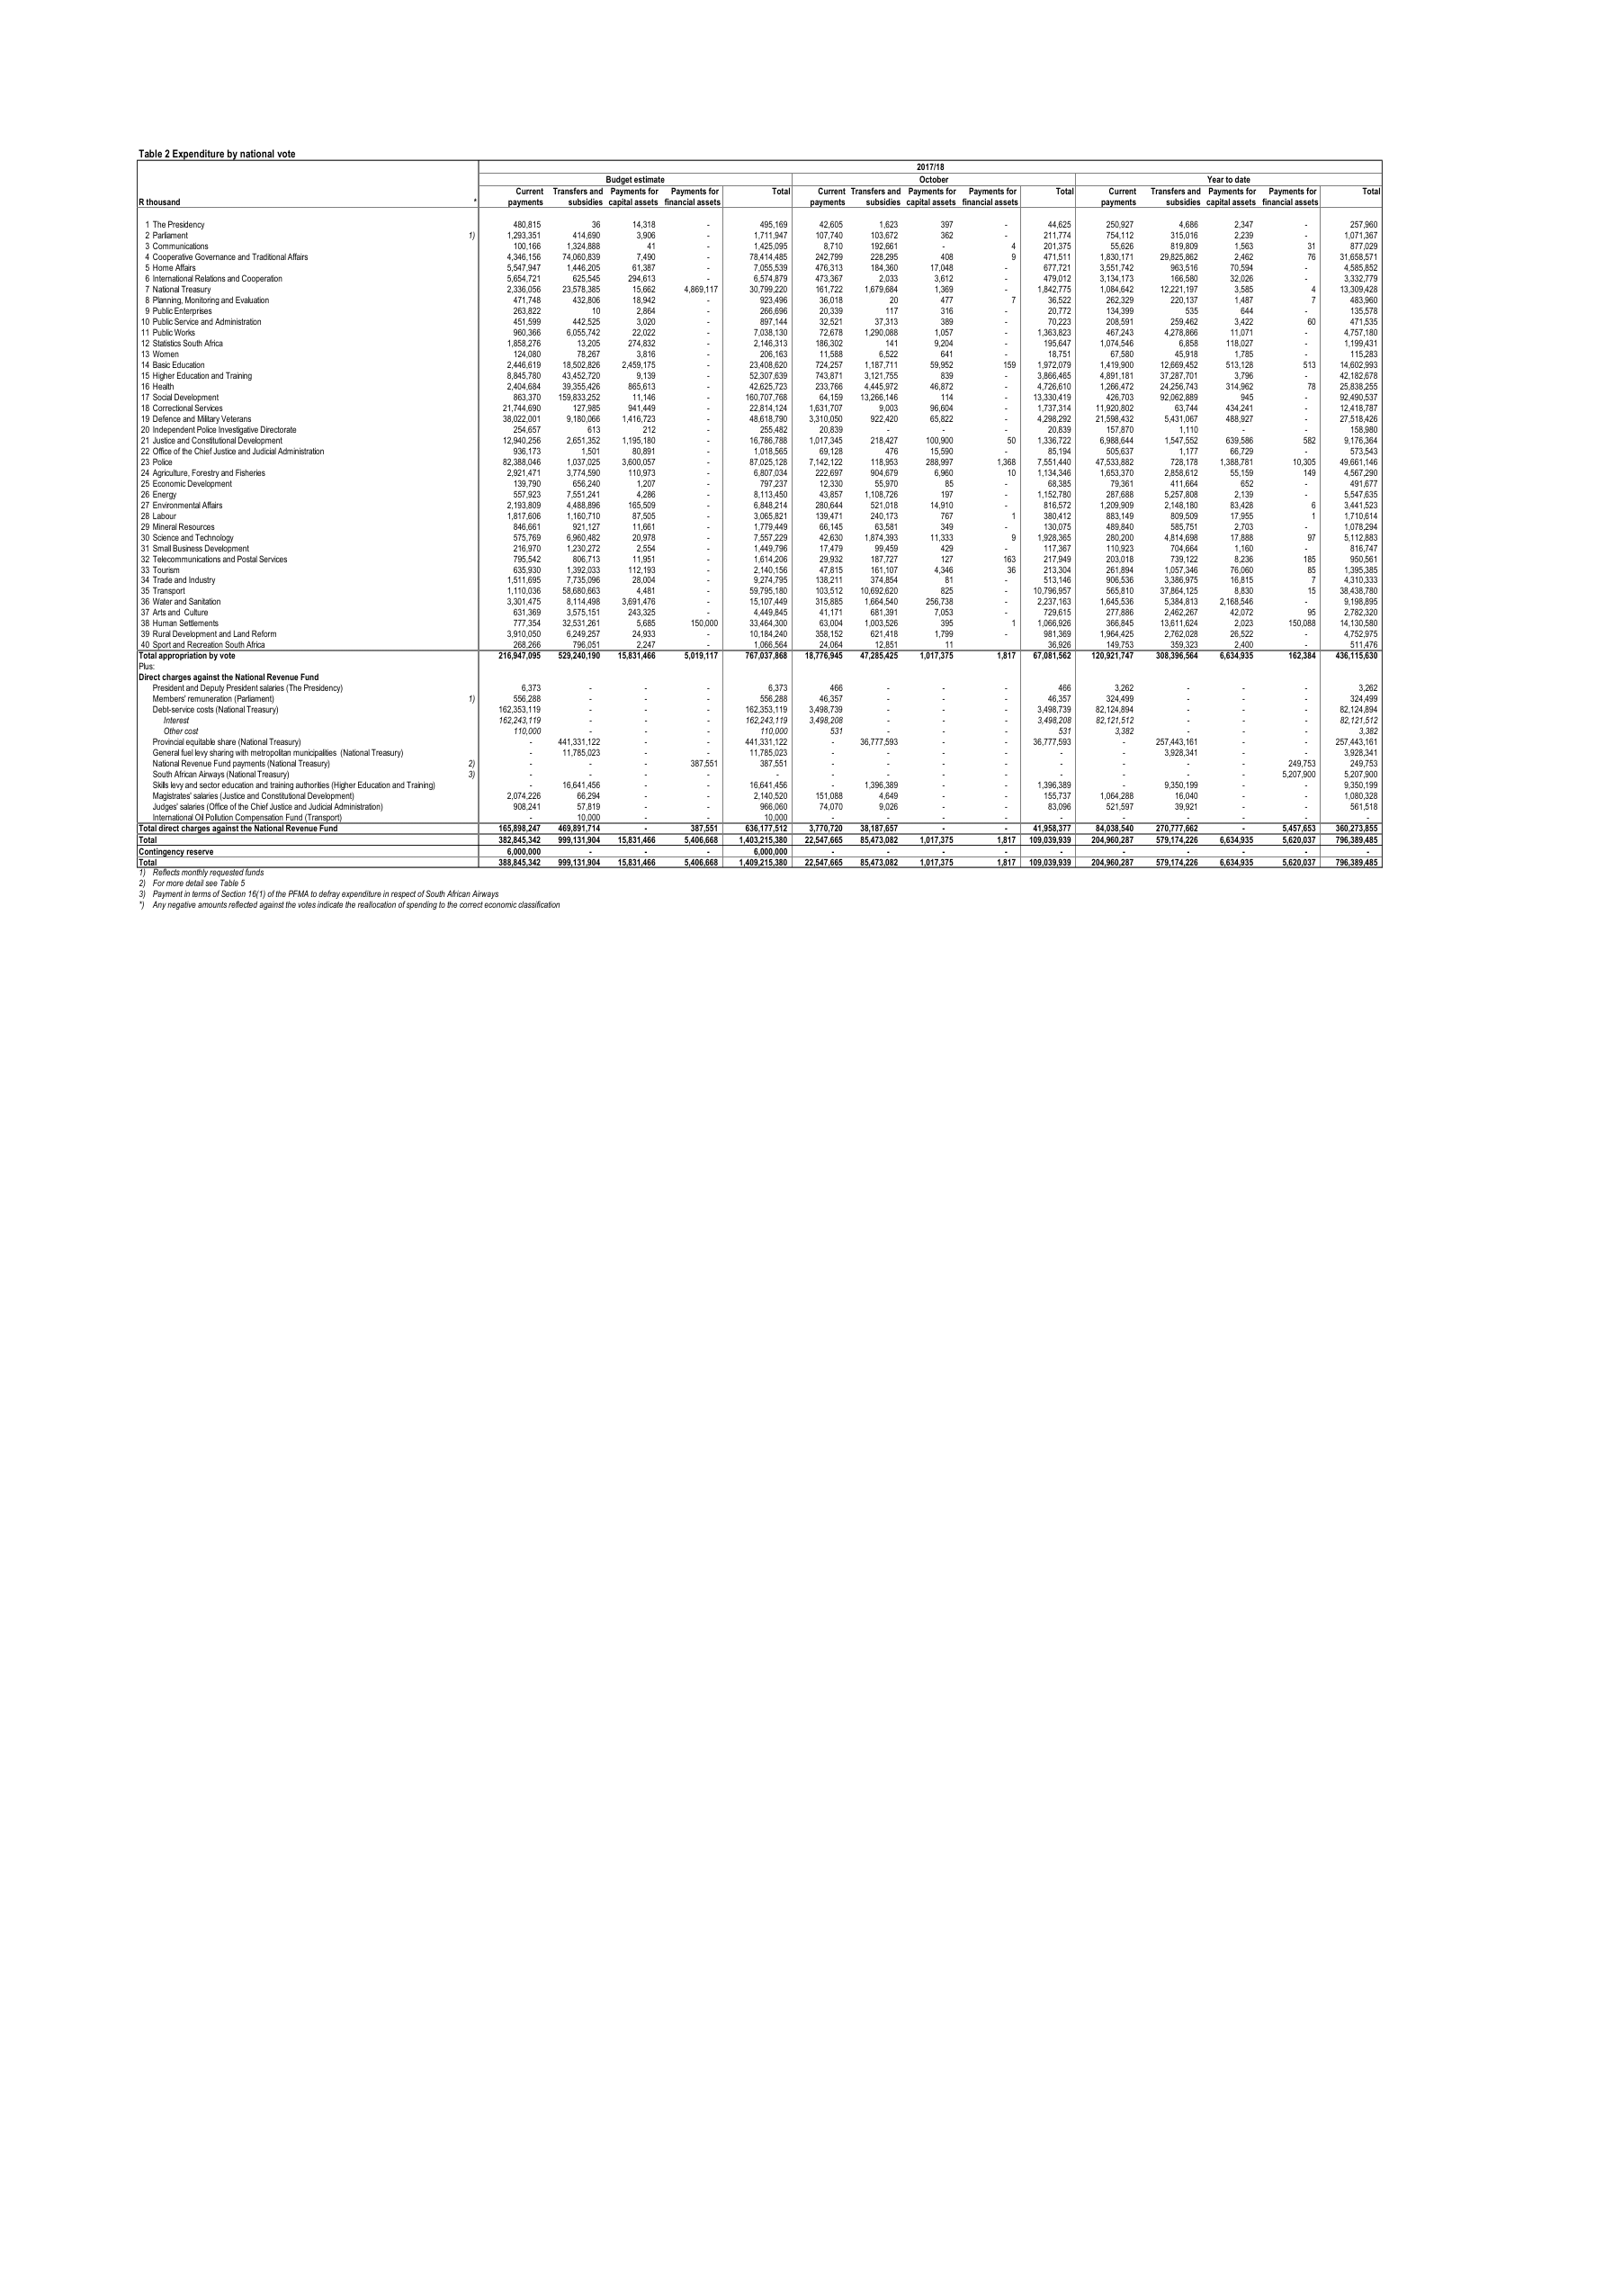 Table 2 Expenditure by national vote
2017/18
Budget estimate October Year to date
Current Transfers and Payments for Payments for Total Current Transfers and Payments for Payments for Total Current Transfers and Payments for Payments for Total
R thousand * payments subsidies capital assets financial assets payments subsidies capital assets financial assets payments subsidies capital assets financial assets
1 The Presidency 480,815 36 14,318 - 495,169 42,605 1,623 397 - 44,625 250,927 4,686 2,347 - 257,960
2 Parliament 1) 1,293,351 414,690 3,906 - 1,711,947 107,740 103,672 362 - 211,774 754,112 315,016 2,239 - 1,071,367
3 Communications 100,166 1,324,888 41 - 1,425,095 8,710 192,661 - 4 201,375 55,626 819,809 1,563 31 877,029
4 Cooperative Governance and Traditional Affairs 4,346,156 74,060,839 7,490 - 78,414,485 242,799 228,295 408 9 471,511 1,830,171 29,825,862 2,462 76 31,658,571
5 Home Affairs 5,547,947 1,446,205 61,387 - 7,055,539 476,313 184,360 17,048 - 677,721 3,551,742 963,516 70,594 - 4,585,852
6 International Relations and Cooperation 5,654,721 625,545 294,613 - 6,574,879 473,367 2,033 3,612 - 479,012 3,134,173 166,580 32,026 - 3,332,779
7 National Treasury 2,336,056 23,578,385 15,662 4,869,117 30,799,220 161,722 1,679,684 1,369 - 1,842,775 1,084,642 12,221,197 3,585 4 13,309,428
8 Planning, Monitoring and Evaluation 471,748 432,806 18,942 - 923,496 36,018 20 477 7 36,522 262,329 220,137 1,487 7 483,960
9 Public Enterprises 263,822 10 2,864 - 266,696 20,339 117 316 - 20,772 134,399 535 644 - 135,578
10 Public Service and Administration 451,599 442,525 3,020 - 897,144 32,521 37,313 389 - 70,223 208,591 259,462 3,422 60 471,535
11 Public Works 960,366 6,055,742 22,022 - 7,038,130 72,678 1,290,088 1,057 - 1,363,823 467,243 4,278,866 11,071 - 4,757,180
12 Statistics South Africa 1,858,276 13,205 274,832 - 2,146,313 186,302 141 9,204 - 195,647 1,074,546 6,858 118,027 - 1,199,431
13 Women 124,080 78,267 3,816 - 206,163 11,588 6,522 641 - 18,751 67,580 45,918 1,785 - 115,283
14 Basic Education 2,446,619 18,502,826 2,459,175 - 23,408,620 724,257 1,187,711 59,952 159 1,972,079 1,419,900 12,669,452 513,128 513 14,602,993
15 Higher Education and Training 8,845,780 43,452,720 9,139 - 52,307,639 743,871 3,121,755 839 - 3,866,465 4,891,181 37,287,701 3,796 - 42,182,678
16 Health 2,404,684 39,355,426 865,613 - 42,625,723 233,766 4,445,972 46,872 - 4,726,610 1,266,472 24,256,743 314,962 78 25,838,255
17 Social Development 863,370 159,833,252 11,146 - 160,707,768 64,159 13,266,146 114 - 13,330,419 426,703 92,062,889 945 - 92,490,537
18 Correctional Services 21,744,690 127,985 941,449 - 22,814,124 1,631,707 9,003 96,604 - 1,737,314 11,920,802 63,744 434,241 - 12,418,787
19 Defence and Military Veterans 38,022,001 9,180,066 1,416,723 - 48,618,790 3,310,050 922,420 65,822 - 4,298,292 21,598,432 5,431,067 488,927 - 27,518,426
20 Independent Police Investigative Directorate 254,657 613 212 - 255,482 20,839 - - - 20,839 157,870 1,110 - - 158,980
21 Justice and Constitutional Development 12,940,256 2,651,352 1,195,180 - 16,786,788 1,017,345 218,427 100,900 50 1,336,722 6,988,644 1,547,552 639,586 582 9,176,364
22 Office of the Chief Justice and Judicial Administration 936,173 1,501 80,891 - 1,018,565 69,128 476 15,590 - 85,194 505,637 1,177 66,729 - 573,543
23 Police 82,388,046 1,037,025 3,600,057 - 87,025,128 7,142,122 118,953 288,997 1,368 7,551,440 47,533,882 728,178 1,388,781 10,305 49,661,146
24 Agriculture, Forestry and Fisheries 2,921,471 3,774,590 110,973 - 6,807,034 222,697 904,679 6,960 10 1,134,346 1,653,370 2,858,612 55,159 149 4,567,290
25 Economic Development 139,790 656,240 1,207 - 797,237 12,330 55,970 85 - 68,385 79,361 411,664 652 - 491,677
26 Energy 557,923 7,551,241 4,286 - 8,113,450 43,857 1,108,726 197 - 1,152,780 287,688 5,257,808 2,139 - 5,547,635
27 Environmental Affairs 2,193,809 4,488,896 165,509 - 6,848,214 280,644 521,018 14,910 - 816,572 1,209,909 2,148,180 83,428 6 3,441,523
28 Labour 1,817,606 1,160,710 87,505 - 3,065,821 139,471 240,173 767 1 380,412 883,149 809,509 17,955 1 1,710,614
29 Mineral Resources 846,661 921,127 11,661 - 1,779,449 66,145 63,581 349 - 130,075 489,840 585,751 2,703 - 1,078,294
30 Science and Technology 575,769 6,960,482 20,978 - 7,557,229 42,630 1,874,393 11,333 9 1,928,365 280,200 4,814,698 17,888 97 5,112,883
31 Small Business Development 216,970 1,230,272 2,554 - 1,449,796 17,479 99,459 429 - 117,367 110,923 704,664 1,160 - 816,747
32 Telecommunications and Postal Services 795,542 806,713 11,951 - 1,614,206 29,932 187,727 127 163 217,949 203,018 739,122 8,236 185 950,561
33 Tourism 635,930 1,392,033 112,193 - 2,140,156 47,815 161,107 4,346 36 213,304 261,894 1,057,346 76,060 85 1,395,385
34 Trade and Industry 1,511,695 7,735,096 28,004 - 9,274,795 138,211 374,854 81 - 513,146 906,536 3,386,975 16,815 7 4,310,333
35 Transport 1,110,036 58,680,663 4,481 - 59,795,180 103,512 10,692,620 825 - 10,796,957 565,810 37,864,125 8,830 15 38,438,780
36 Water and Sanitation 3,301,475 8,114,498 3,691,476 - 15,107,449 315,885 1,664,540 256,738 - 2,237,163 1,645,536 5,384,813 2,168,546 - 9,198,895
37 Arts and Culture 631,369 3,575,151 243,325 - 4,449,845 41,171 681,391 7,053 - 729,615 277,886 2,462,267 42,072 95 2,782,320
38 Human Settlements 777,354 32,531,261 5,685 150,000 33,464,300 63,004 1,003,526 395 1 1,066,926 366,845 13,611,624 2,023 150,088 14,130,580
39 Rural Development and Land Reform 3,910,050 6,249,257 24,933 - 10,184,240 358,152 621,418 1,799 - 981,369 1,964,425 2,762,028 26,522 - 4,752,975
40 Sport and Recreation South Africa 268,266 796,051 2,247 - 1,066,564 24,064 12,851 11 - 36,926 149,753 359,323 2,400 - 511,476
Total appropriation by vote 216,947,095 529,240,190 15,831,466 5,019,117 767,037,868 18,776,945 47,285,425 1,017,375 1,817 67,081,562 120,921,747 308,396,564 6,634,935 162,384 436,115,630
Plus:
Direct charges against the National Revenue Fund
President and Deputy President salaries (The Presidency) 6,373 - - - 6,373 466 - - - 466 3,262 - - - 3,262
Members' remuneration (Parliament) 1) 556,288 - - - 556,288 46,357 - - - 46,357 324,499 - - - 324,499
Debt-service costs (National Treasury) 162,353,119 - - - 162,353,119 3,498,739 - - - 3,498,739 82,124,894 - - - 82,124,894
Interest 162,243,119 - - - 162,243,119 3,498,208 - - - 3,498,208 82,121,512 - - - 82,121,512
Other cost 110,000 - - - 110,000 531 - - - 531 3,382 - - - 3,382
Provincial equitable share (National Treasury) - 441,331,122 - - 441,331,122 - 36,777,593 - - 36,777,593 - 257,443,161 - - 257,443,161
General fuel levy sharing with metropolitan municipalities (National Treasury) - 11,785,023 - - 11,785,023 - - - - - - 3,928,341 - - 3,928,341
National Revenue Fund payments (National Treasury) 2) - - - 387,551 387,551 - - - - - - - - 249,753 249,753
South African Airways (National Treasury) 3) - - - - - - - - - - - - - 5,207,900 5,207,900
Skills levy and sector education and training authorities (Higher Education and Training) - 16,641,456 - - 16,641,456 - 1,396,389 - - 1,396,389 - 9,350,199 - - 9,350,199
Magistrates' salaries (Justice and Constitutional Development) 2,074,226 66,294 - - 2,140,520 151,088 4,649 - - 155,737 1,064,288 16,040 - - 1,080,328
Judges' salaries (Office of the Chief Justice and Judicial Administration) 908,241 57,819 - - 966,060 74,070 9,026 - - 83,096 521,597 39,921 - - 561,518
International Oil Pollution Compensation Fund (Transport) - 10,000 - - 10,000 - - - - - - - - - -
Total direct charges against the National Revenue Fund 165,898,247 469,891,714 - 387,551 636,177,512 3,770,720 38,187,657 - - 41,958,377 84,038,540 270,777,662 - 5,457,653 360,273,855
Total 382,845,342 999,131,904 15,831,466 5,406,668 1,403,215,380 22,547,665 85,473,082 1,017,375 1,817 109,039,939 204,960,287 579,174,226 6,634,935 5,620,037 796,389,485
Contingency reserve 6,000,000 - - - 6,000,000 - - - - - - - - - -
Total 388,845,342 999,131,904 15,831,466 5,406,668 1,409,215,380 22,547,665 85,473,082 1,017,375 1,817 109,039,939 204,960,287 579,174,226 6,634,935 5,620,037 796,389,485
1) Reflects monthly requested funds
2) For more detail see Table 5
3) Payment in terms of Section 16(1) of the PFMA to defray expenditure in respect of South African Airways
*) Any negative amounts reflected against the votes indicate the reallocation of spending to the correct economic classification